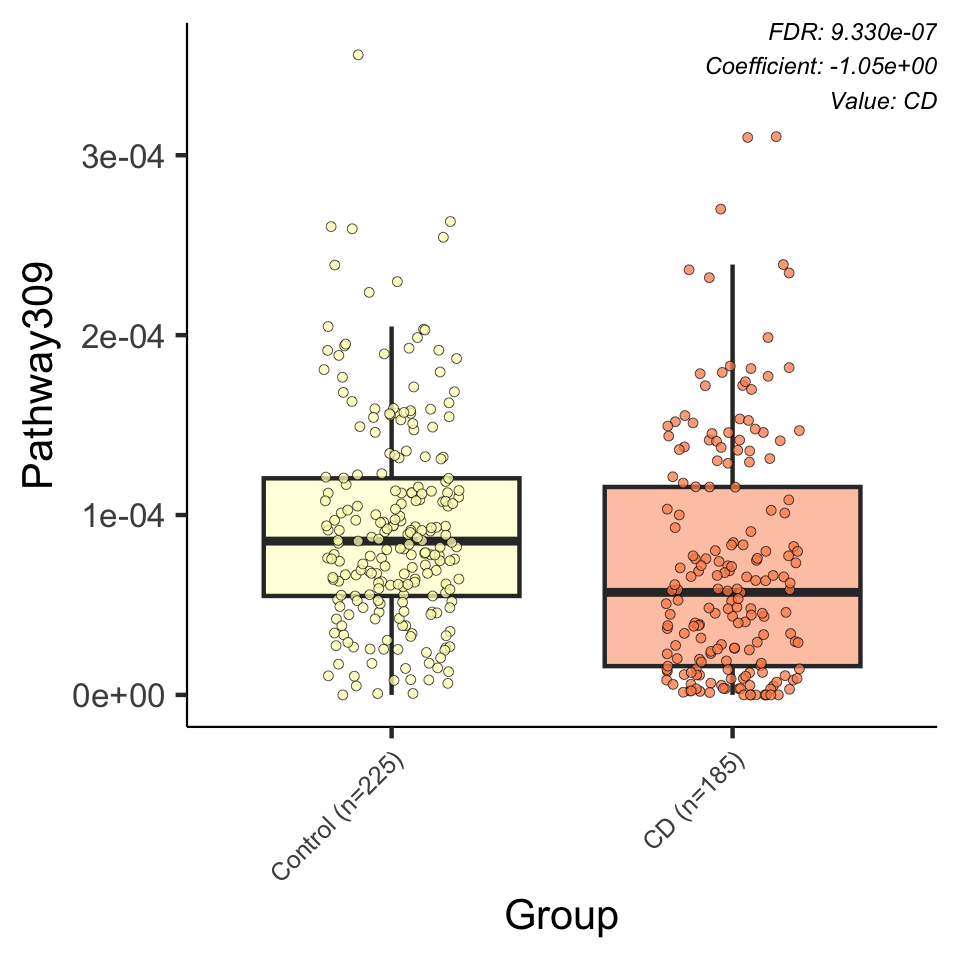 FDR: 9.330e-07
Coefficient: -1.05e+00
Value: CD
3e-04
2e-04
1e-04
0e+00
Pathway309
Control (n=225)
CD (n=185)
Group